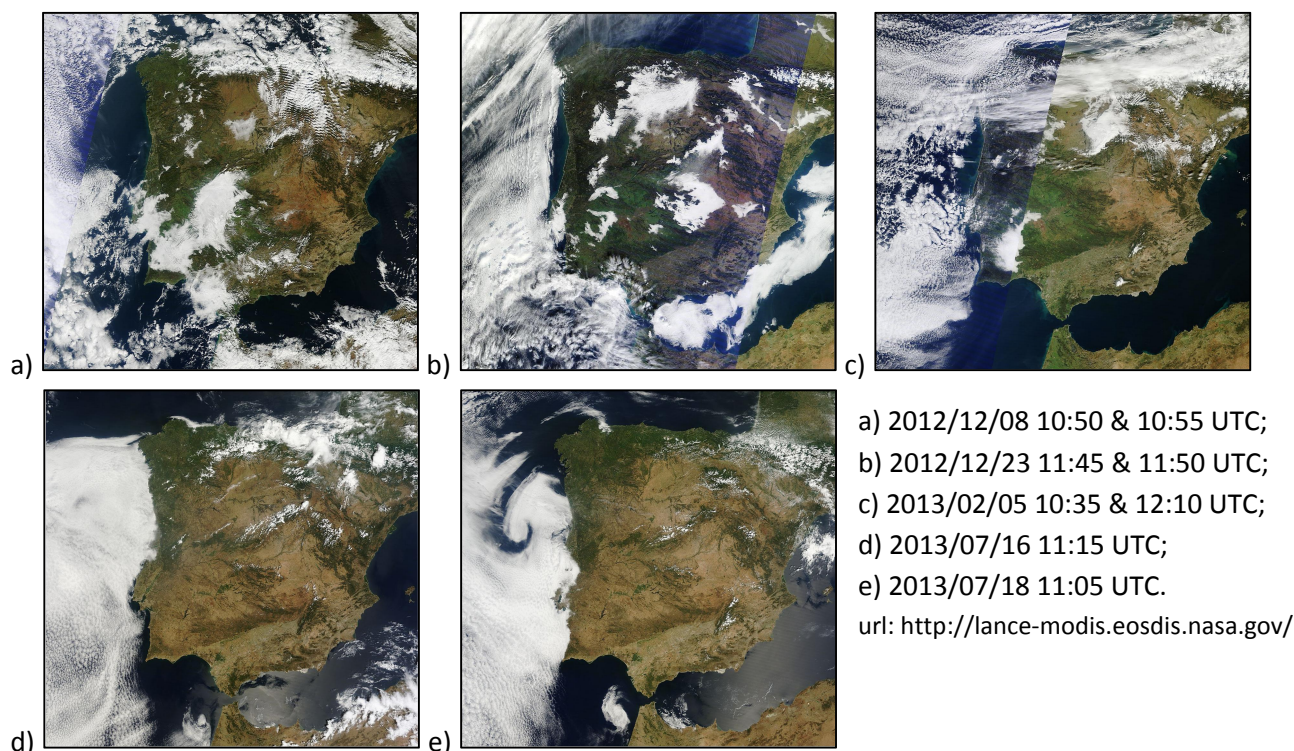 a)
b)
c)
d)
e)
a) 2012/12/08 10:50 & 10:55 UTC;
b) 2012/12/23 11:45 & 11:50 UTC;
c) 2013/02/05 10:35 & 12:10 UTC;
d) 2013/07/16 11:15 UTC;
e) 2013/07/18 11:05 UTC.
url: http://lance-modis.eosdis.nasa.gov/